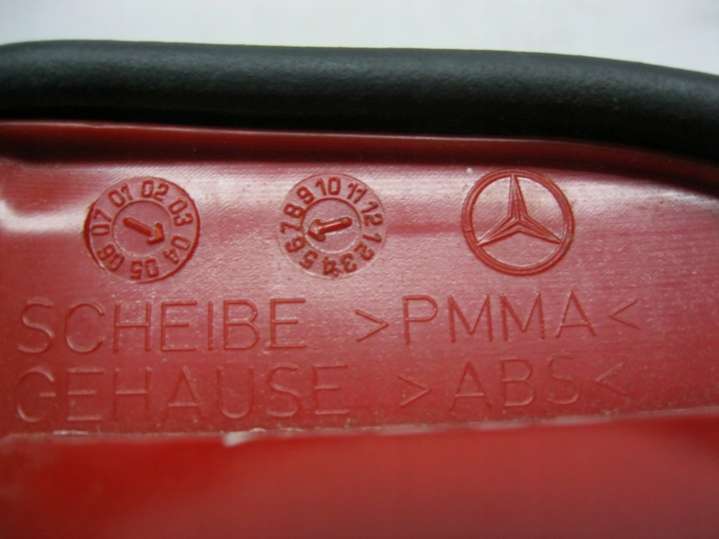 07 01 02 03 04 05 06
1 2 3 4 5 6 7 8 9 10 11 12
SCHEIBE >PMMA<
GEHAUSE >ABS<